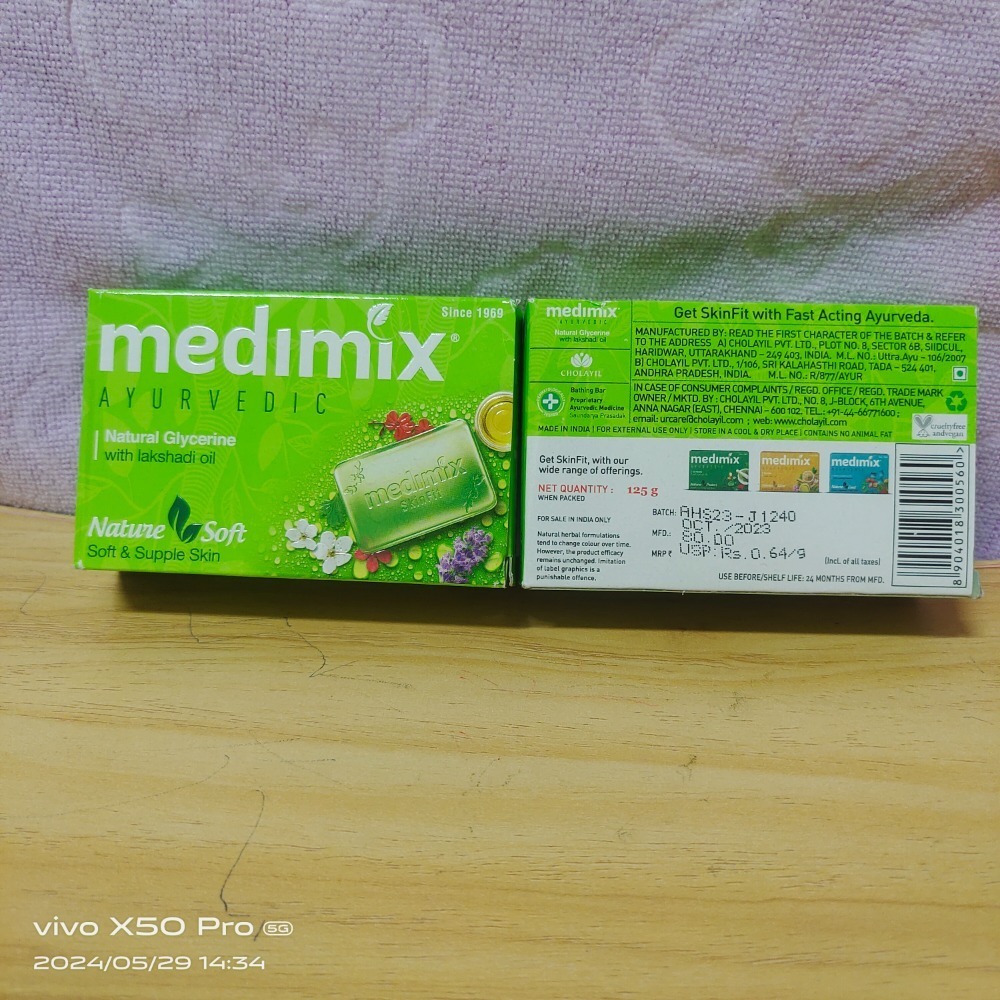 Since 1969
medimix®
AYURVEDIC
Natural Glycerine
with lakshadi oil
medimix
Nature Soft
Soft & Supple Skin
medimix
AYURVEDIC
Natural Glycerine
with lakshadi oil
CHOLAYIL
Bathing Bar
Proprietary
Ayurvedic Medicine
Saundarya Prasadak
Get SkinFit with Fast Acting Ayurveda.
MANUFACTURED BY: READ THE FIRST CHARACTER OF THE BATCH & REFER
TO THE ADDRESS A) CHOLAYIL PVT. LTD., PLOT NO. 8, SECTOR 6B, SIIDCUL,
HARIDWAR, UTTARAKHAND – 249 403, INDIA. M.L. NO.: Uttra.Ayu – 106/2007
B) CHOLAYIL PVT. LTD., 1/106, SRI KALAHASTHI ROAD, TADA – 524 401,
ANDHRA PRADESH, INDIA. M.L. NO.: R/877/AYUR
IN CASE OF CONSUMER COMPLAINTS / REGD. OFFICE / REGD. TRADE MARK
OWNER / MKTD. BY : CHOLAYIL PVT. LTD., NO. 8, J-BLOCK, 6TH AVENUE,
ANNA NAGAR (EAST), CHENNAI – 600 102. TEL.: +91-44-66771600 ;
email: urcare@cholayil.com ; web: www.cholayil.com
MADE IN INDIA | FOR EXTERNAL USE ONLY | STORE IN A COOL & DRY PLACE | CONTAINS NO ANIMAL FAT
crueltyfree
andvegan
Get SkinFit, with our
wide range of offerings.
medimix
medimix
medimix
NET QUANTITY : 125 g
WHEN PACKED
FOR SALE IN INDIA ONLY
Natural herbal formulations
tend to change colour over time.
However, the product efficacy
remains unchanged. Imitation
of label graphics is a
punishable offence.
BATCH: AHS23-J1240
MFD.: OCT./2023
MRP ₹ 80.00
USP: Rs. 0.64/g
(Incl. of all taxes)
USE BEFORE/SHELF LIFE: 24 MONTHS FROM MFD.
8 904018 300560 >
vivo X50 Pro 5G
2024/05/29 14:34